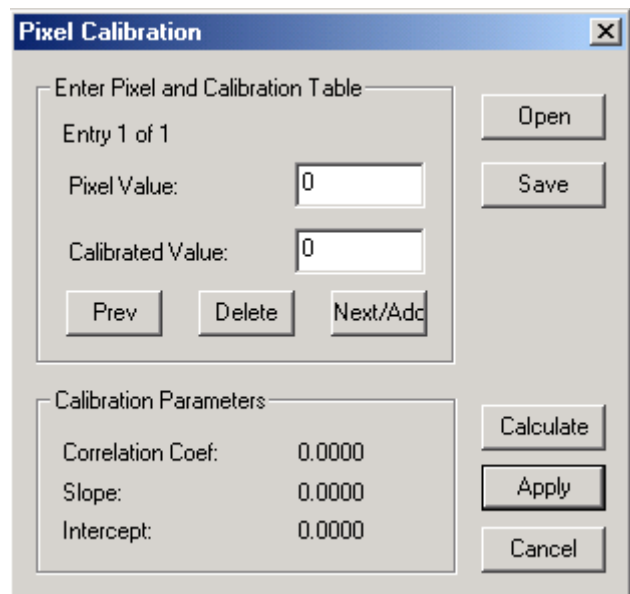 Pixel Calibration
Enter Pixel and Calibration Table
Entry 1 of 1
Pixel Value: 0
Calibrated Value: 0
Prev Delete Next/Add
Open
Save
Calibration Parameters
Correlation Coef: 0.0000
Slope: 0.0000
Intercept: 0.0000
Calculate
Apply
Cancel